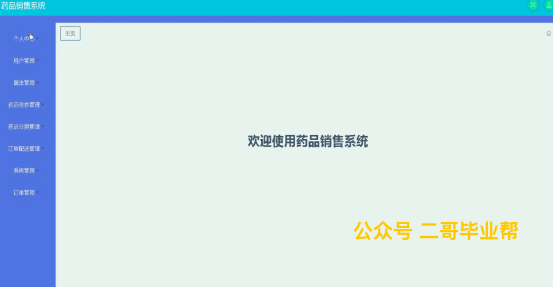 药品销售系统
主页
个人中心
用户管理
医生管理
药品信息管理
药品分类管理
订单配送管理
系统管理
订单管理
欢迎使用药品销售系统
公众号 二哥毕业帮